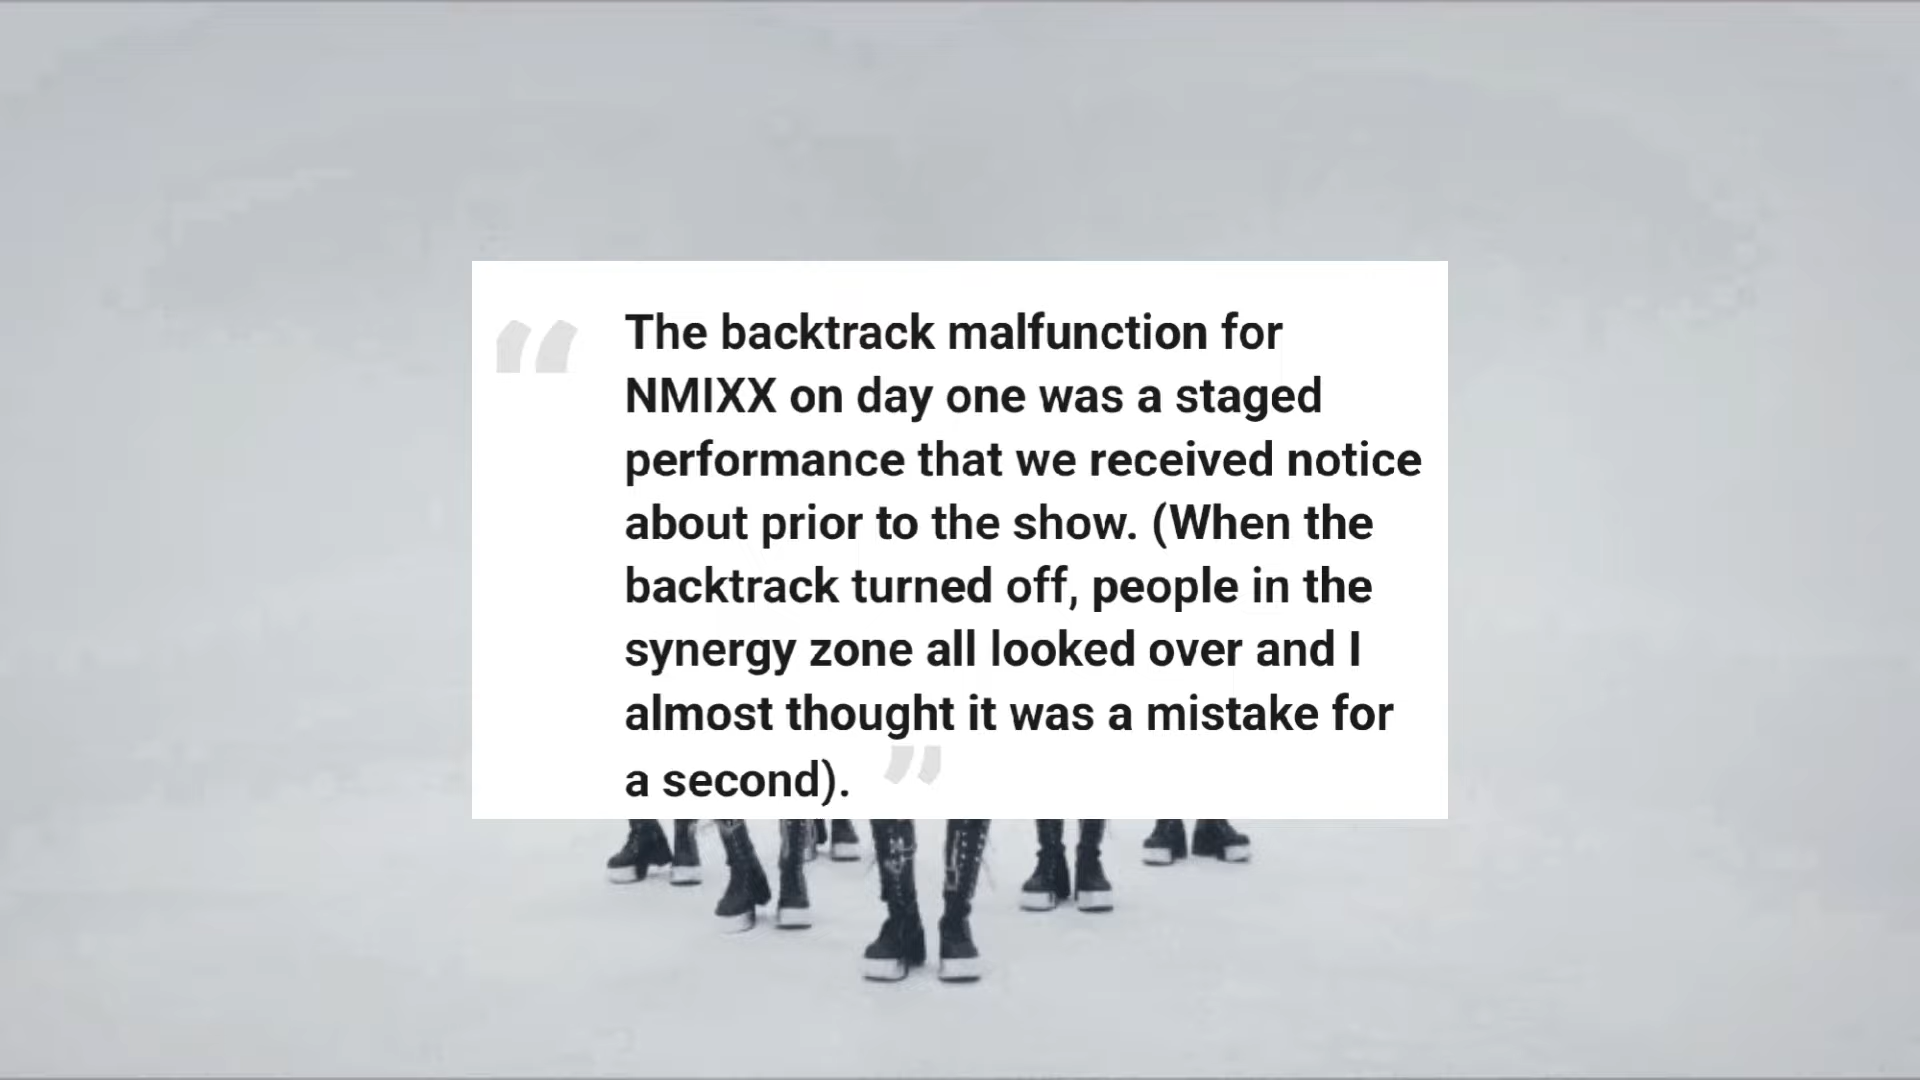 “
The backtrack malfunction for
NMIXX on day one was a staged
performance that we received notice
about prior to the show. (When the
backtrack turned off, people in the
synergy zone all looked over and I
almost thought it was a mistake for
a second). ”